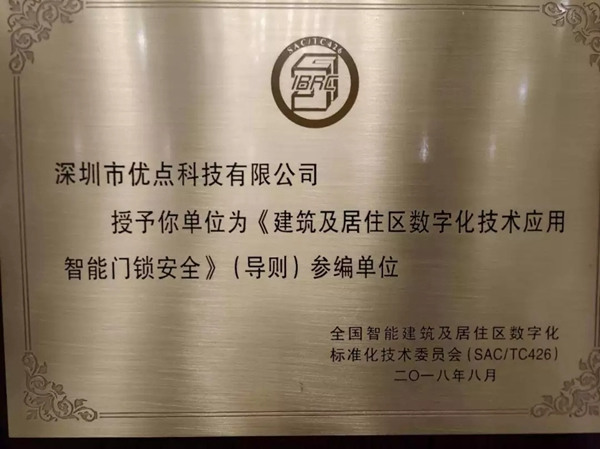 SAC/TC426
IBRC
深圳市优点科技有限公司
授予你单位为《建筑及居住区数字化技术应用
智能门锁安全》(导则)参编单位
全国智能建筑及居住区数字化
标准化技术委员会(SAC/TC426)
二〇一八年八月